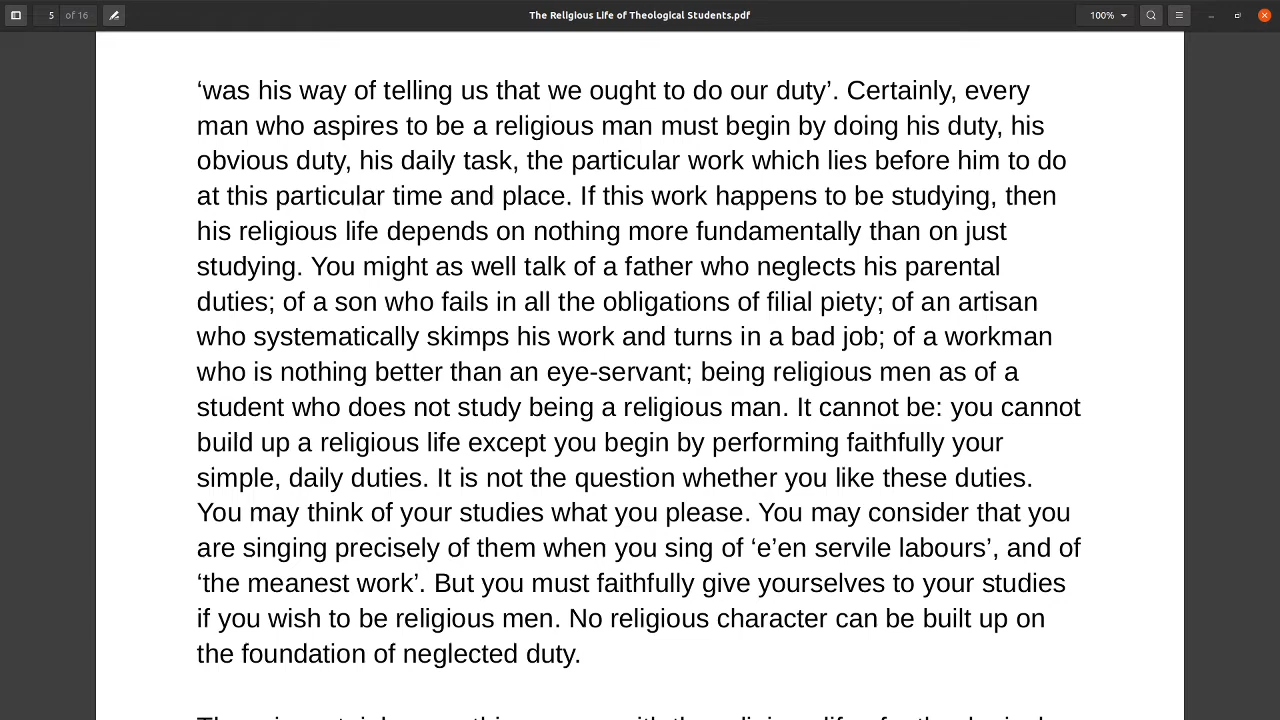 5 of 16 The Religious Life of Theological Students.pdf 100%
‘was his way of telling us that we ought to do our duty’. Certainly, every
man who aspires to be a religious man must begin by doing his duty, his
obvious duty, his daily task, the particular work which lies before him to do
at this particular time and place. If this work happens to be studying, then
his religious life depends on nothing more fundamentally than on just
studying. You might as well talk of a father who neglects his parental
duties; of a son who fails in all the obligations of filial piety; of an artisan
who systematically skimps his work and turns in a bad job; of a workman
who is nothing better than an eye-servant; being religious men as of a
student who does not study being a religious man. It cannot be: you cannot
build up a religious life except you begin by performing faithfully your
simple, daily duties. It is not the question whether you like these duties.
You may think of your studies what you please. You may consider that you
are singing precisely of them when you sing of ‘e’en servile labours’, and of
‘the meanest work’. But you must faithfully give yourselves to your studies
if you wish to be religious men. No religious character can be built up on
the foundation of neglected duty.